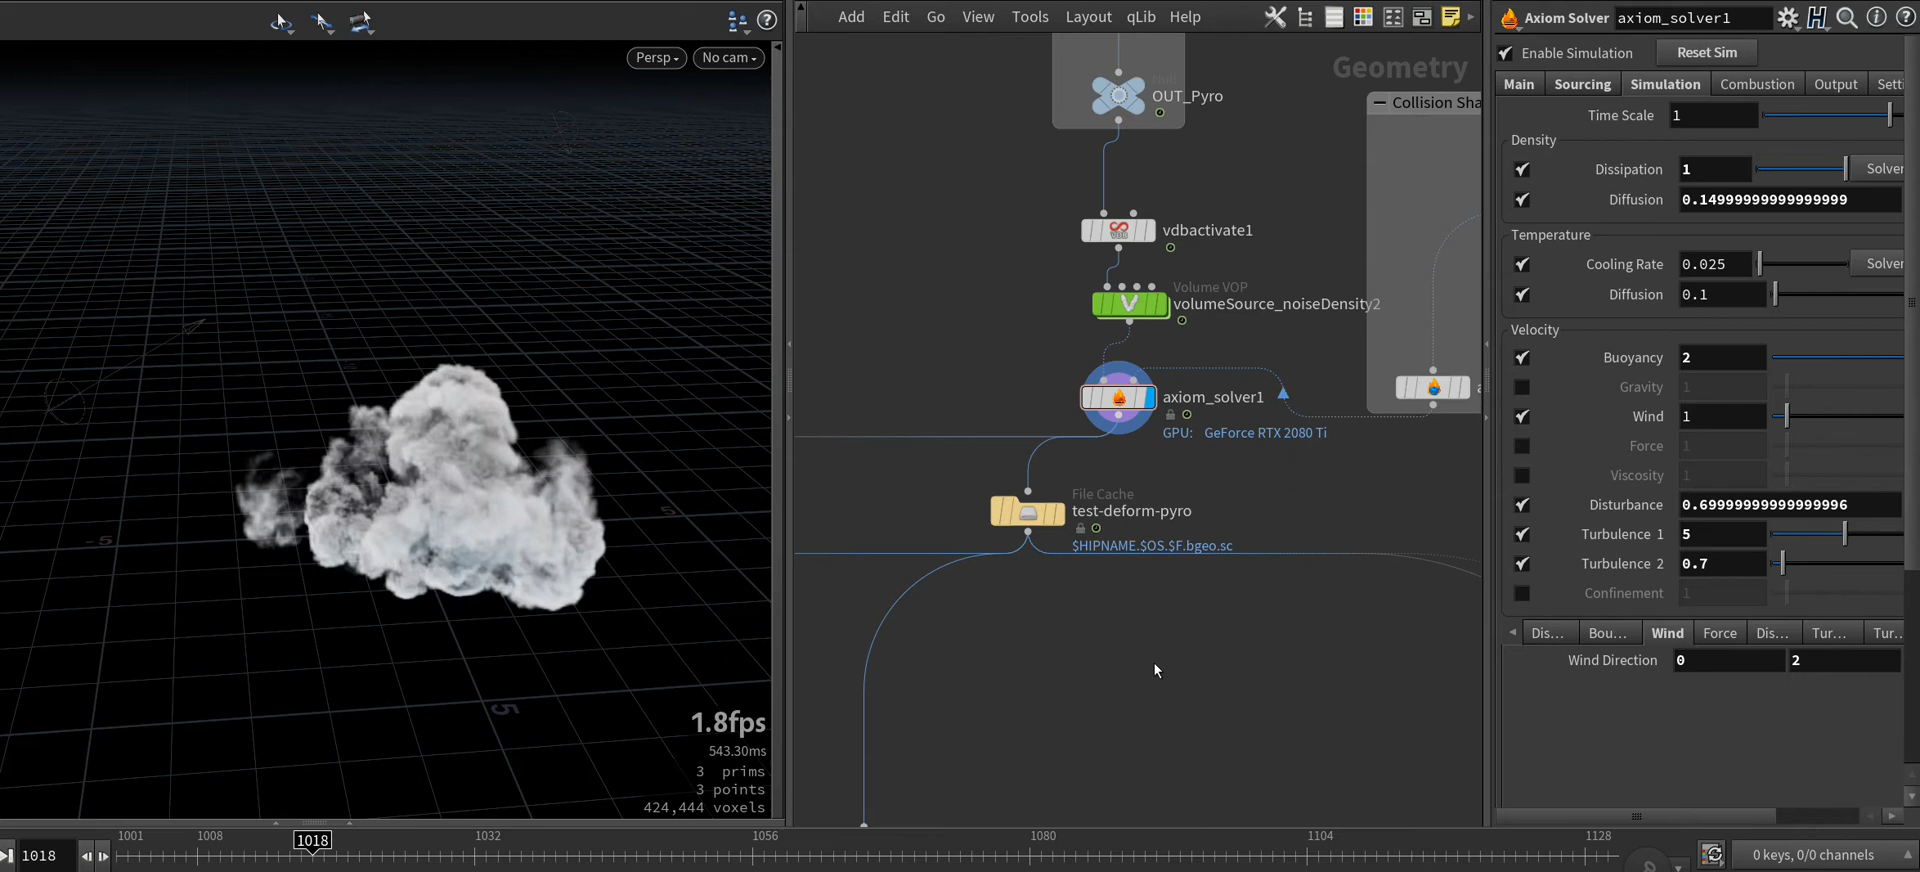 Persp
No cam
-5
5
5
1.8fps
543.30ms
3 prims
3 points
424,444 voxels
Add Edit Go View Tools Layout qLib Help
Geometry
null
OUT_Pyro
Collision Sha
vdbactivate1
Volume VOP
volumeSource_noiseDensity2
axiom_solver1
GPU: GeForce RTX 2080 Ti
a
File Cache
test-deform-pyro
$HIPNAME.$OS.$F.bgeo.sc
Axiom Solver axiom_solver1
Enable Simulation Reset Sim
Main Sourcing Simulation Combustion Output Setti
Time Scale 1
Density
Dissipation 1 Solver
Diffusion 0.14999999999999999
Temperature
Cooling Rate 0.025 Solver
Diffusion 0.1
Velocity
Buoyancy 2
Gravity 1
Wind 1
Force 1
Viscosity 1
Disturbance 0.69999999999999996
Turbulence 1 5
Turbulence 2 0.7
Confinement 1
Dis... Bou... Wind Force Dis... Tur... Tur..
Wind Direction 0 2
1001 1008 1018 1032 1056 1080 1104 1128
1018
0 keys, 0/0 channels